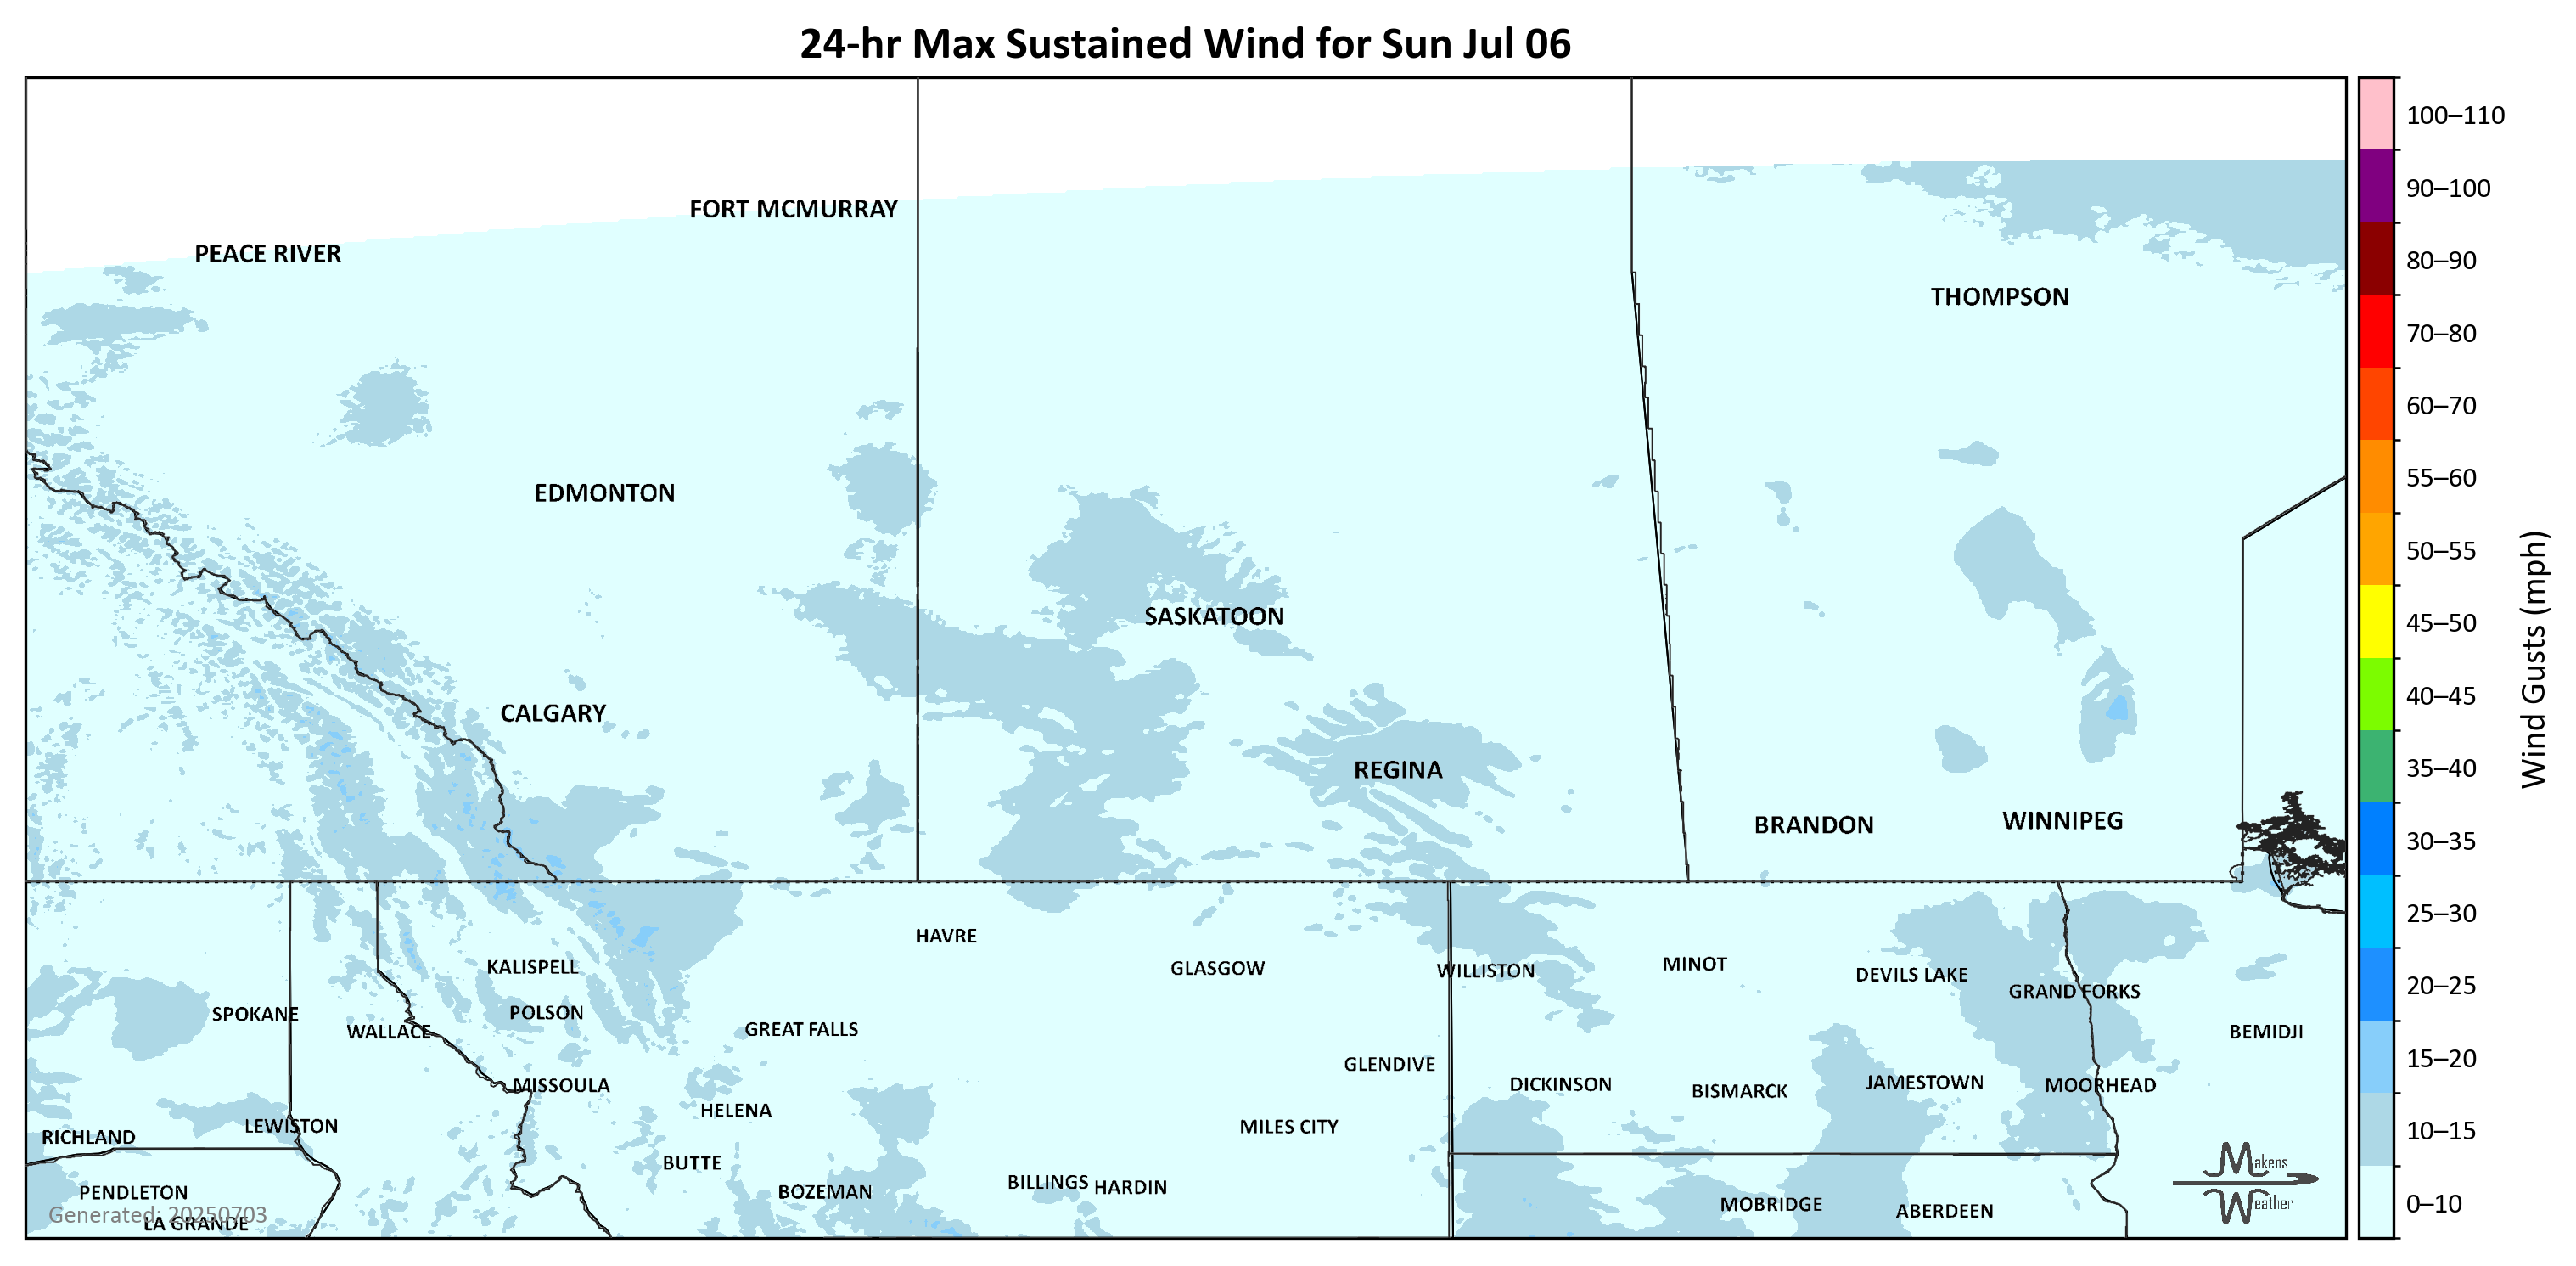 24-hr Max Sustained Wind for Sun Jul 06
FORT MCMURRAY
PEACE RIVER
THOMPSON
EDMONTON
SASKATOON
CALGARY
REGINA
BRANDON
WINNIPEG
HAVRE
KALISPELL
GLASGOW
WILLISTON
MINOT
DEVILS LAKE
GRAND FORKS
SPOKANE
POLSON
WALLACE
GREAT FALLS
BEMIDJI
GLENDIVE
MISSOULA
DICKINSON
BISMARCK
JAMESTOWN
MOORHEAD
HELENA
LEWISTON
MILES CITY
RICHLAND
BUTTE
BOZEMAN
BILLINGS
HARDIN
PENDLETON
MOBRIDGE
ABERDEEN
Generated: 20250703
LA GRANDE
Makens
Weather
100–110
90–100
80–90
70–80
60–70
55–60
50–55
45–50
40–45
35–40
30–35
25–30
20–25
15–20
10–15
0–10
Wind Gusts (mph)